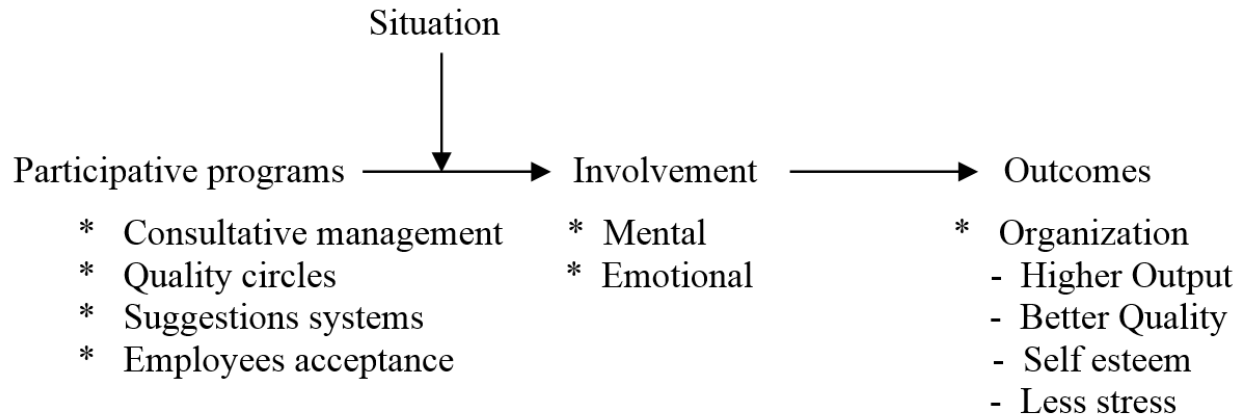 Situation
Participative programs Involvement Outcomes
* Consultative management * Mental * Organization
* Quality circles * Emotional - Higher Output
* Suggestions systems - Better Quality
* Employees acceptance - Self esteem
- Less stress